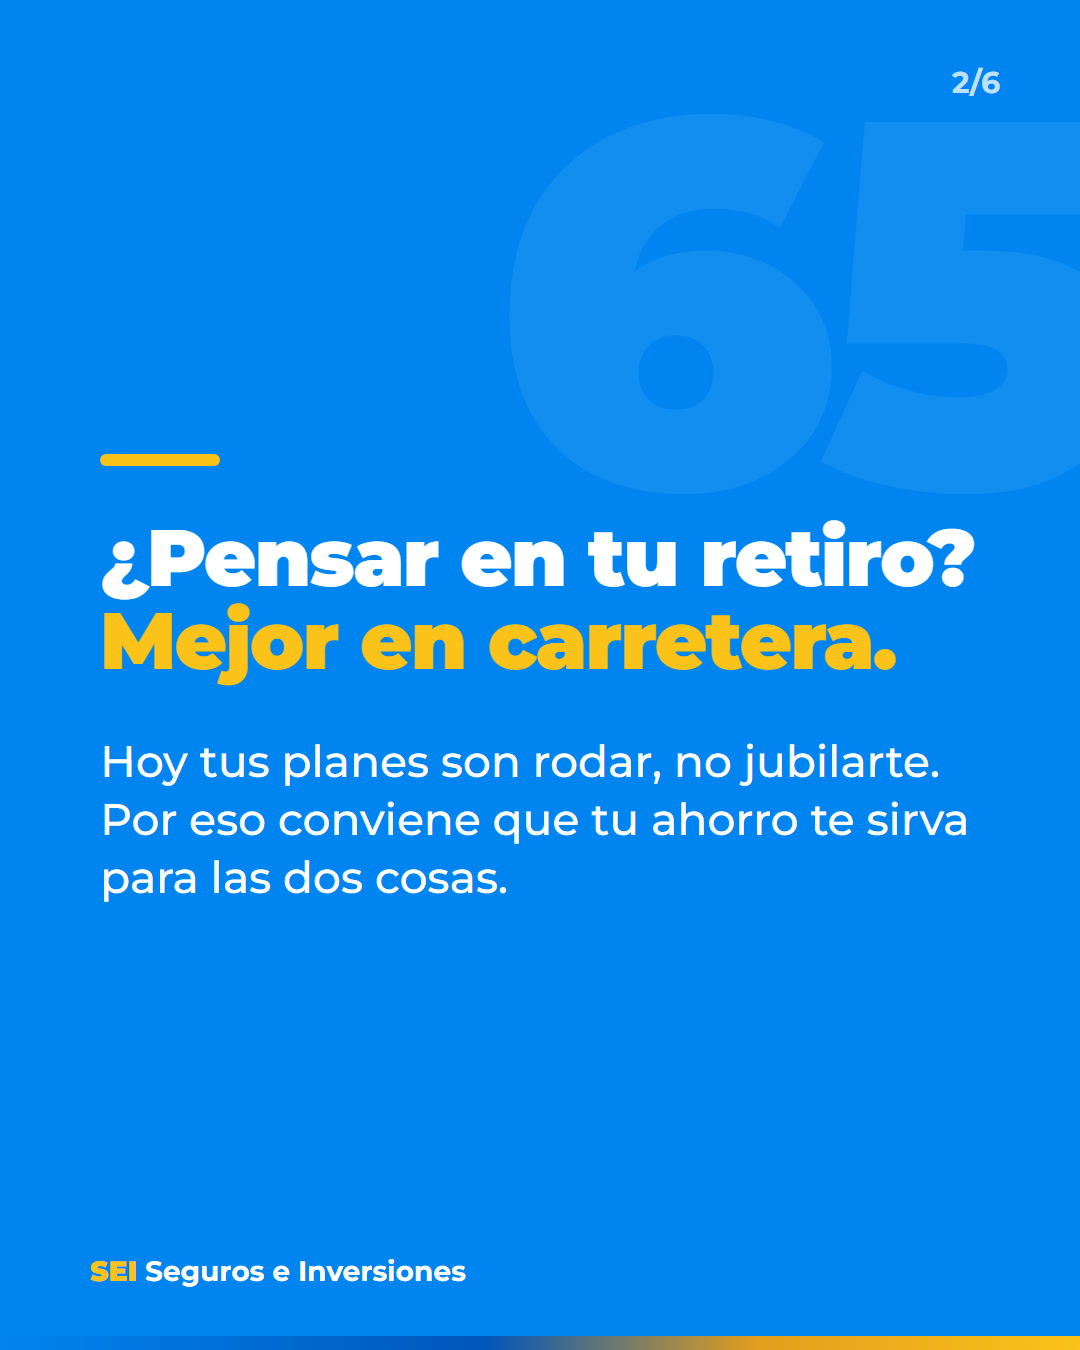 2/6
65
¿Pensar en tu retiro?
Mejor en carretera.
Hoy tus planes son rodar, no jubilarte.
Por eso conviene que tu ahorro te sirva
para las dos cosas.
SEI Seguros e Inversiones